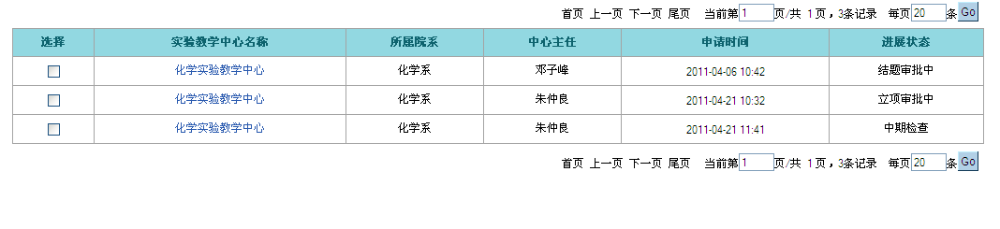 首页 上一页 下一页 尾页 当前第1页/共 1页，3条记录 每页20条Go
选择 实验教学中心名称 所属院系 中心主任 申请时间 进展状态
化学实验教学中心 化学系 邓子峰 2011-04-06 10:42 结题审批中
化学实验教学中心 化学系 朱仲良 2011-04-21 10:32 立项审批中
化学实验教学中心 化学系 朱仲良 2011-04-21 11:41 中期检查
首页 上一页 下一页 尾页 当前第1页/共 1页，3条记录 每页20条Go